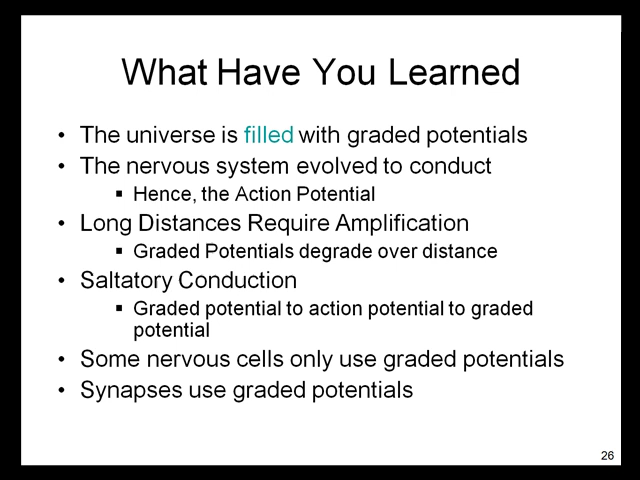 What Have You Learned
• The universe is filled with graded potentials
• The nervous system evolved to conduct
▪ Hence, the Action Potential
• Long Distances Require Amplification
▪ Graded Potentials degrade over distance
• Saltatory Conduction
▪ Graded potential to action potential to graded
potential
• Some nervous cells only use graded potentials
• Synapses use graded potentials
26